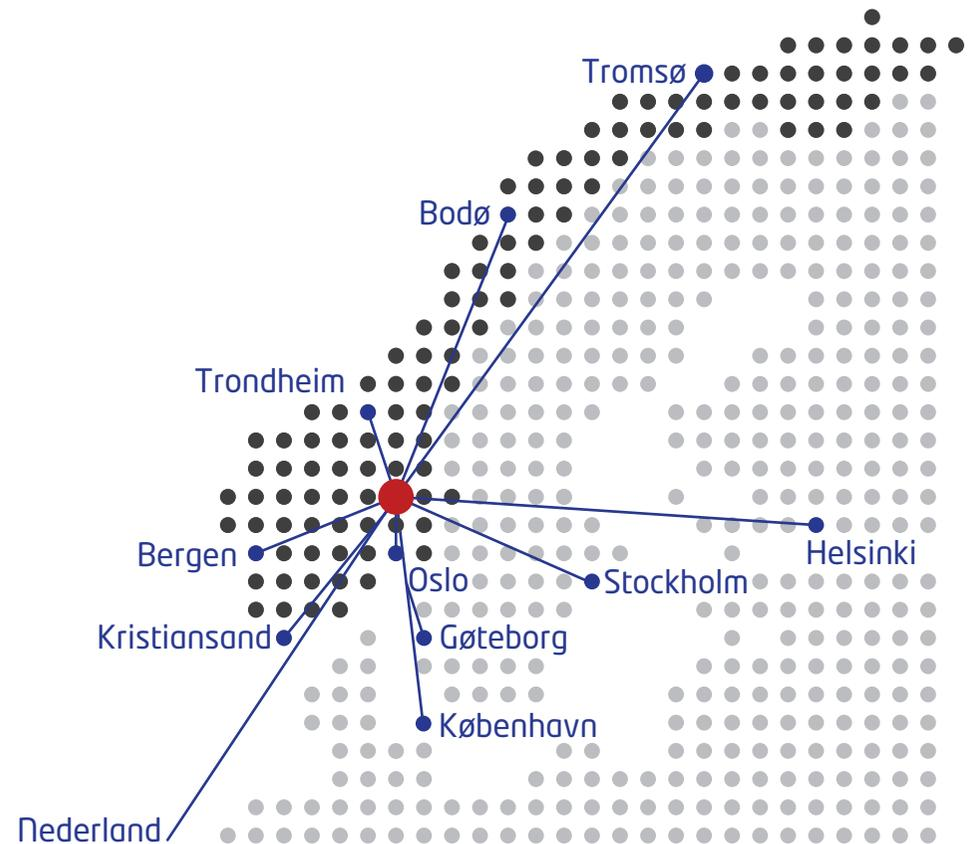 Tromsø
Bodø
Trondheim
Bergen
Helsinki
Oslo
Stockholm
Kristiansand
Gøteborg
København
Nederland